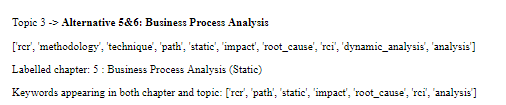 Topic 3 -> Alternative 5&6: Business Process Analysis
['rcr', 'methodology', 'technique', 'path', 'static', 'impact', 'root_cause', 'rci', 'dynamic_analysis', 'analysis']
Labelled chapter: 5 : Business Process Analysis (Static)
Keywords appearing in both chapter and topic: ['rcr', 'path', 'static', 'impact', 'root_cause', 'rci', 'analysis']